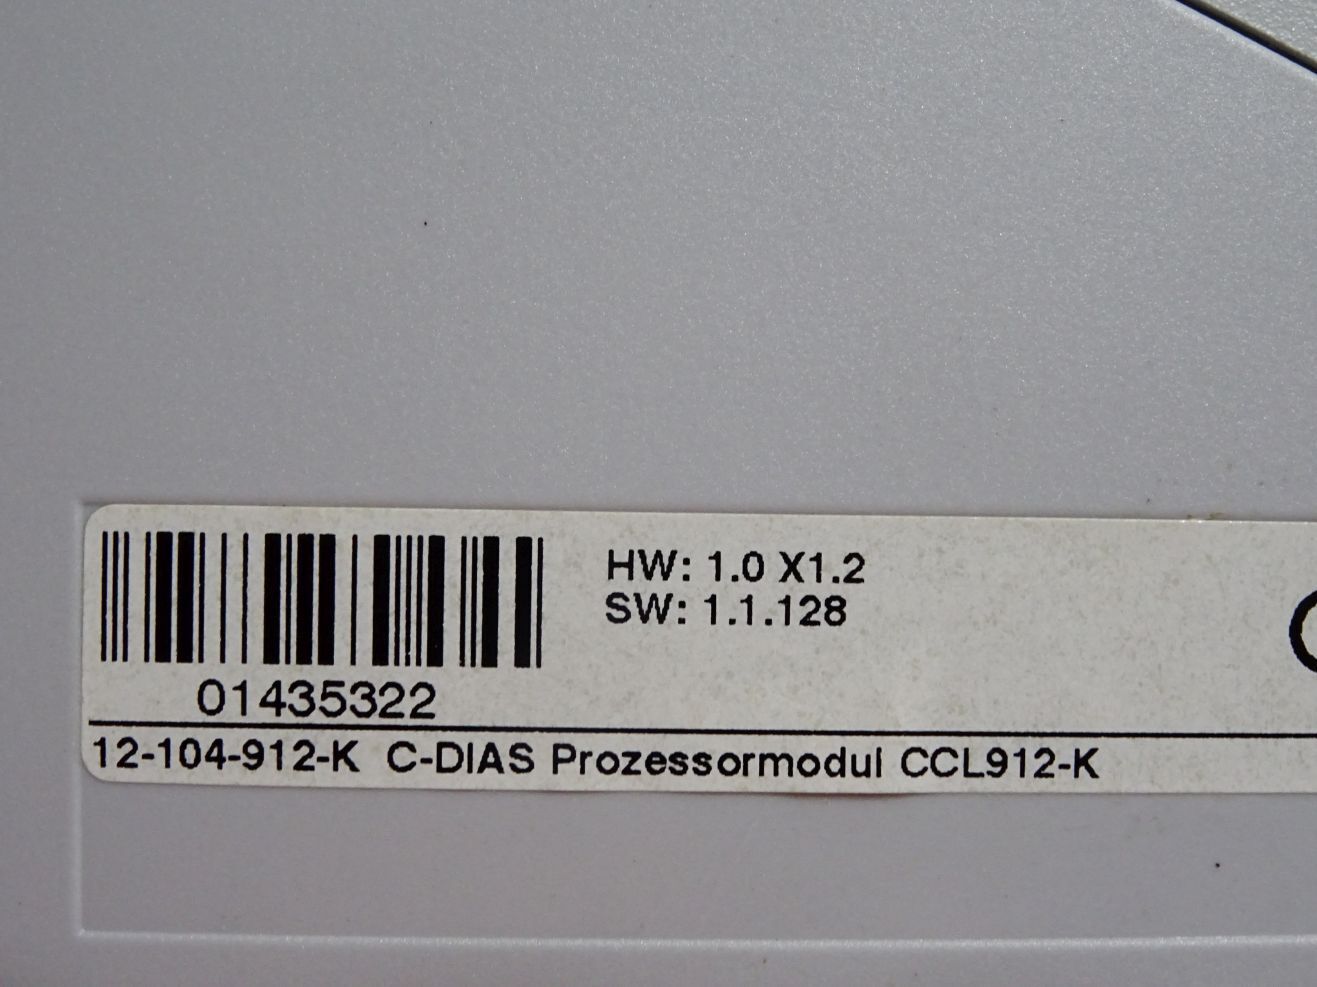 HW: 1.0 X1.2
SW: 1.1.128
01435322
12-104-912-K C-DIAS Prozessormodul CCL912-K